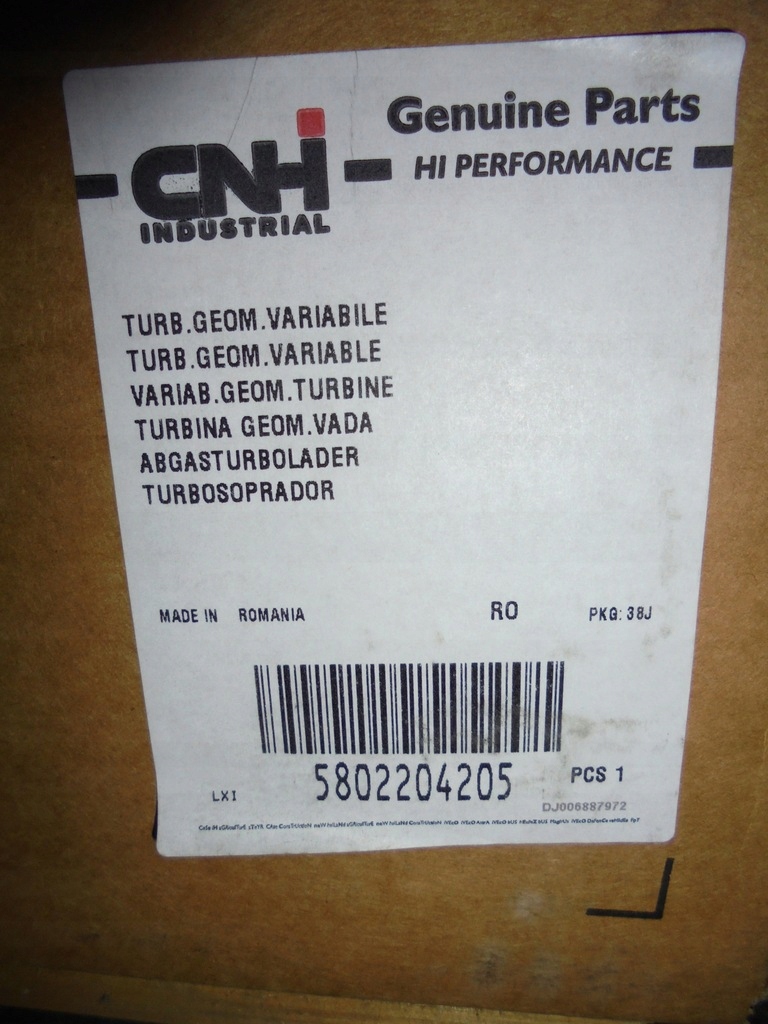 CNH
INDUSTRIAL
Genuine Parts
HI PERFORMANCE
TURB.GEOM.VARIABILE
TURB.GEOM.VARIABLE
VARIAB.GEOM.TURBINE
TURBINA GEOM.VADA
ABGASTURBOLADER
TURBOSOPRADOR
MADE IN ROMANIA RO PKG: 38J
5802204205 PCS 1
LXI
DJ006887972